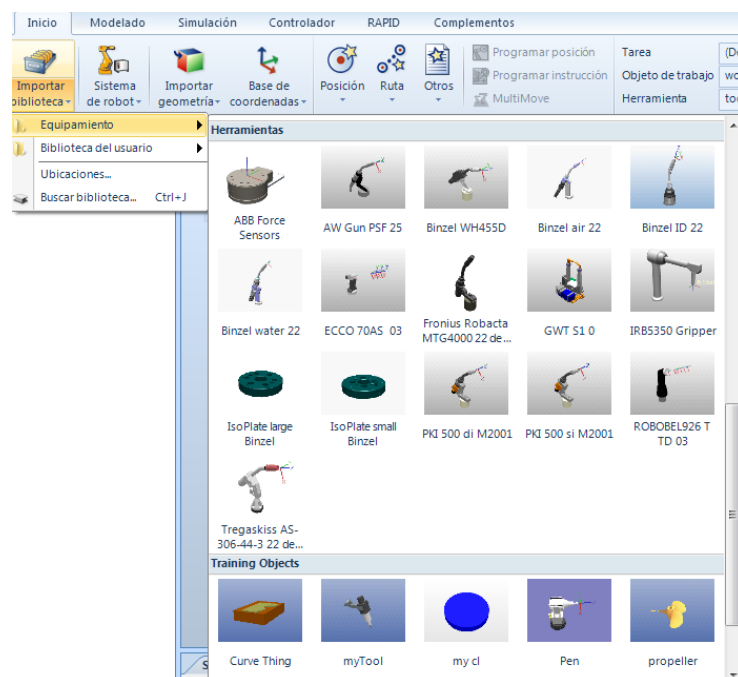 Inicio Modelado Simulación Controlador RAPID Complementos
Importar biblioteca
Sistema de robot
Importar geometría
Base de coordenadas
Posición
Ruta
Otros
Programar posición
Programar instrucción
MultiMove
Tarea
Objeto de trabajo
Herramienta
Equipamiento
Biblioteca del usuario
Ubicaciones...
Buscar biblioteca... Ctrl+J
Herramientas
ABB Force
Sensors
AW Gun PSF 25
Binzel WH455D
Binzel air 22
Binzel ID 22
Binzel water 22
ECCO 70AS 03
Fronius Robacta
MTG4000 22 de...
GWT S1 0
IRB5350 Gripper
IsoPlate large
Binzel
IsoPlate small
Binzel
PKI 500 di M2001
PKI 500 si M2001
ROBOBEL926 T
TD 03
Tregaskiss AS-
306-44-3 22 de...
Training Objects
Curve Thing
myTool
my cl
Pen
propeller